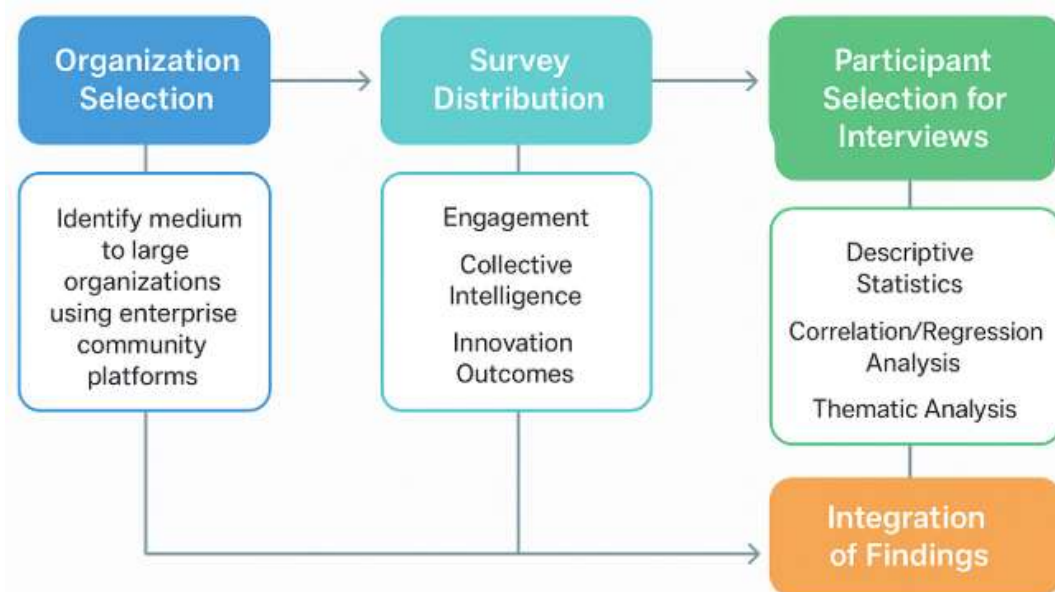 Organization
Selection
Survey
Distribution
Participant
Selection for
Interviews
Identify medium
to large
organizations
using enterprise
community
platforms
Engagement
Collective
Intelligence
Innovation
Outcomes
Descriptive
Statistics
Correlation/Regression
Analysis
Thematic Analysis
Integration
of Findings